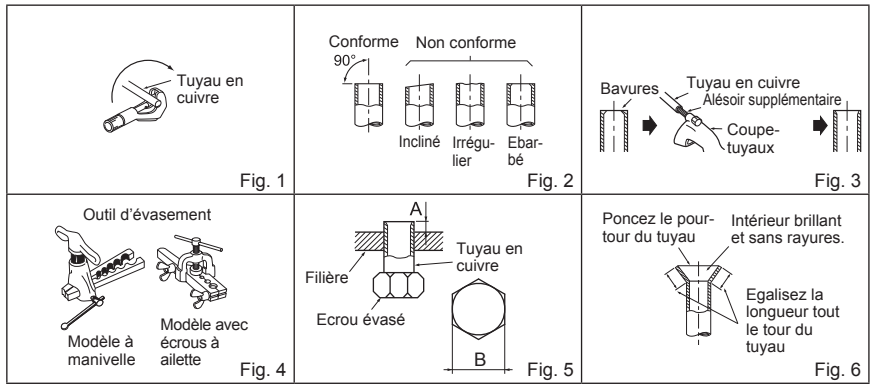 Tuyau en
cuivre
Fig. 1
Conforme
Non conforme
90°
Incliné
Irrégu-
lier
Ebar-
bé
Fig. 2
Bavures
Tuyau en cuivre
Alésoir supplémentaire
Coupe-
tuyaux
Fig. 3
Outil d'évasement
Modèle à
manivelle
Modèle avec
écrous à
ailette
Fig. 4
A
Tuyau en
cuivre
Filière
Ecrou évasé
B
Fig. 5
Poncez le pour-
tour du tuyau
Intérieur brillant
et sans rayures.
Egalisez la
longueur tout
le tour du
tuyau
Fig. 6